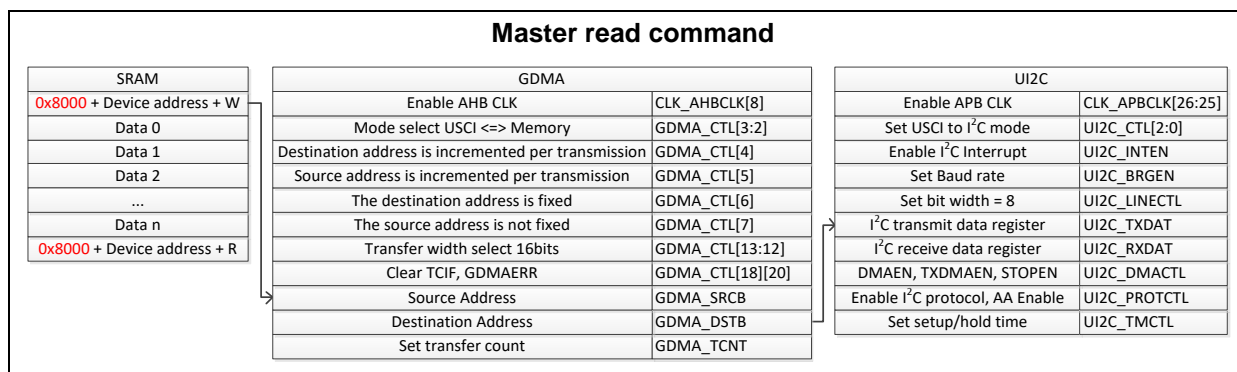 Master read command
SRAM
0x8000 + Device address + W
Data 0
Data 1
Data 2
...
Data n
0x8000 + Device address + R
GDMA
Enable AHB CLK CLK_AHBCLK[8]
Mode select USCI <=> Memory GDMA_CTL[3:2]
Destination address is incremented per transmission GDMA_CTL[4]
Source address is incremented per transmission GDMA_CTL[5]
The destination address is fixed GDMA_CTL[6]
The source address is not fixed GDMA_CTL[7]
Transfer width select 16bits GDMA_CTL[13:12]
Clear TCIF, GDMAERR GDMA_CTL[18][20]
Source Address GDMA_SRCB
Destination Address GDMA_DSTB
Set transfer count GDMA_TCNT
UI2C
Enable APB CLK CLK_APBCLK[26:25]
Set USCI to I²C mode UI2C_CTL[2:0]
Enable I²C Interrupt UI2C_INTEN
Set Baud rate UI2C_BRGEN
Set bit width = 8 UI2C_LINECTL
I²C transmit data register UI2C_TXDAT
I²C receive data register UI2C_RXDAT
DMAEN, TXDMAEN, STOPEN UI2C_DMACTL
Enable I²C protocol, AA Enable UI2C_PROTCTL
Set setup/hold time UI2C_TMCTL